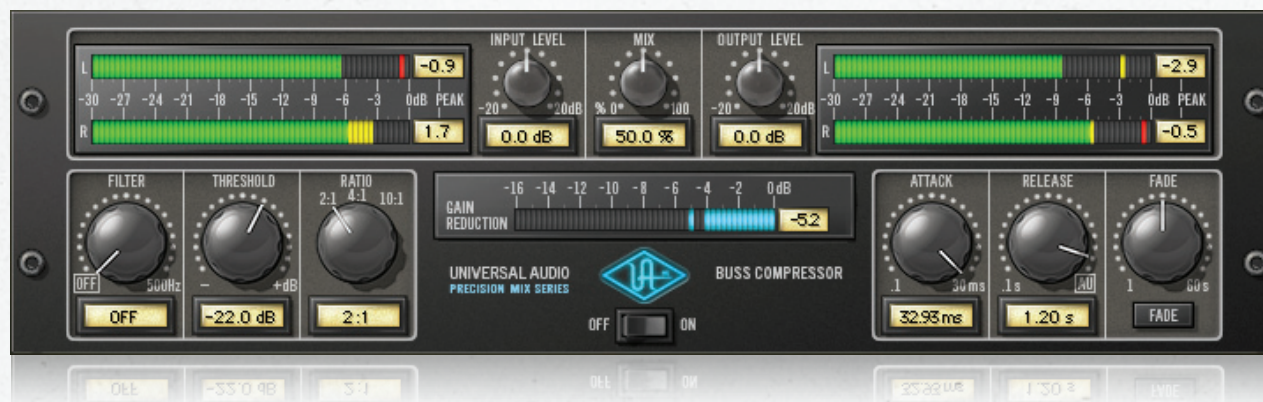 INPUT LEVEL MIX OUTPUT LEVEL
L -0.9
-30 -27 -24 -21 -18 -15 -12 -9 -6 -3 0dB PEAK
R 1.7
-20 20dB
0.0 dB
% 0 100
50.0 %
-20 20dB
0.0 dB
L -2.9
-30 -27 -24 -21 -18 -15 -12 -9 -6 -3 0dB PEAK
R -0.5
FILTER
OFF 500Hz
OFF
THRESHOLD
- +dB
-22.0 dB
RATIO
2:1 4:1 10:1
2:1
-16 -14 -12 -10 -8 -6 -4 -2 0dB
GAIN
REDUCTION
-5.2
UNIVERSAL AUDIO
PRECISION MIX SERIES
UA
BUSS COMPRESSOR
OFF ON
ATTACK
.1 30ms
32.93 ms
RELEASE
.1s AU
1.20 s
FADE
1 60s
FADE